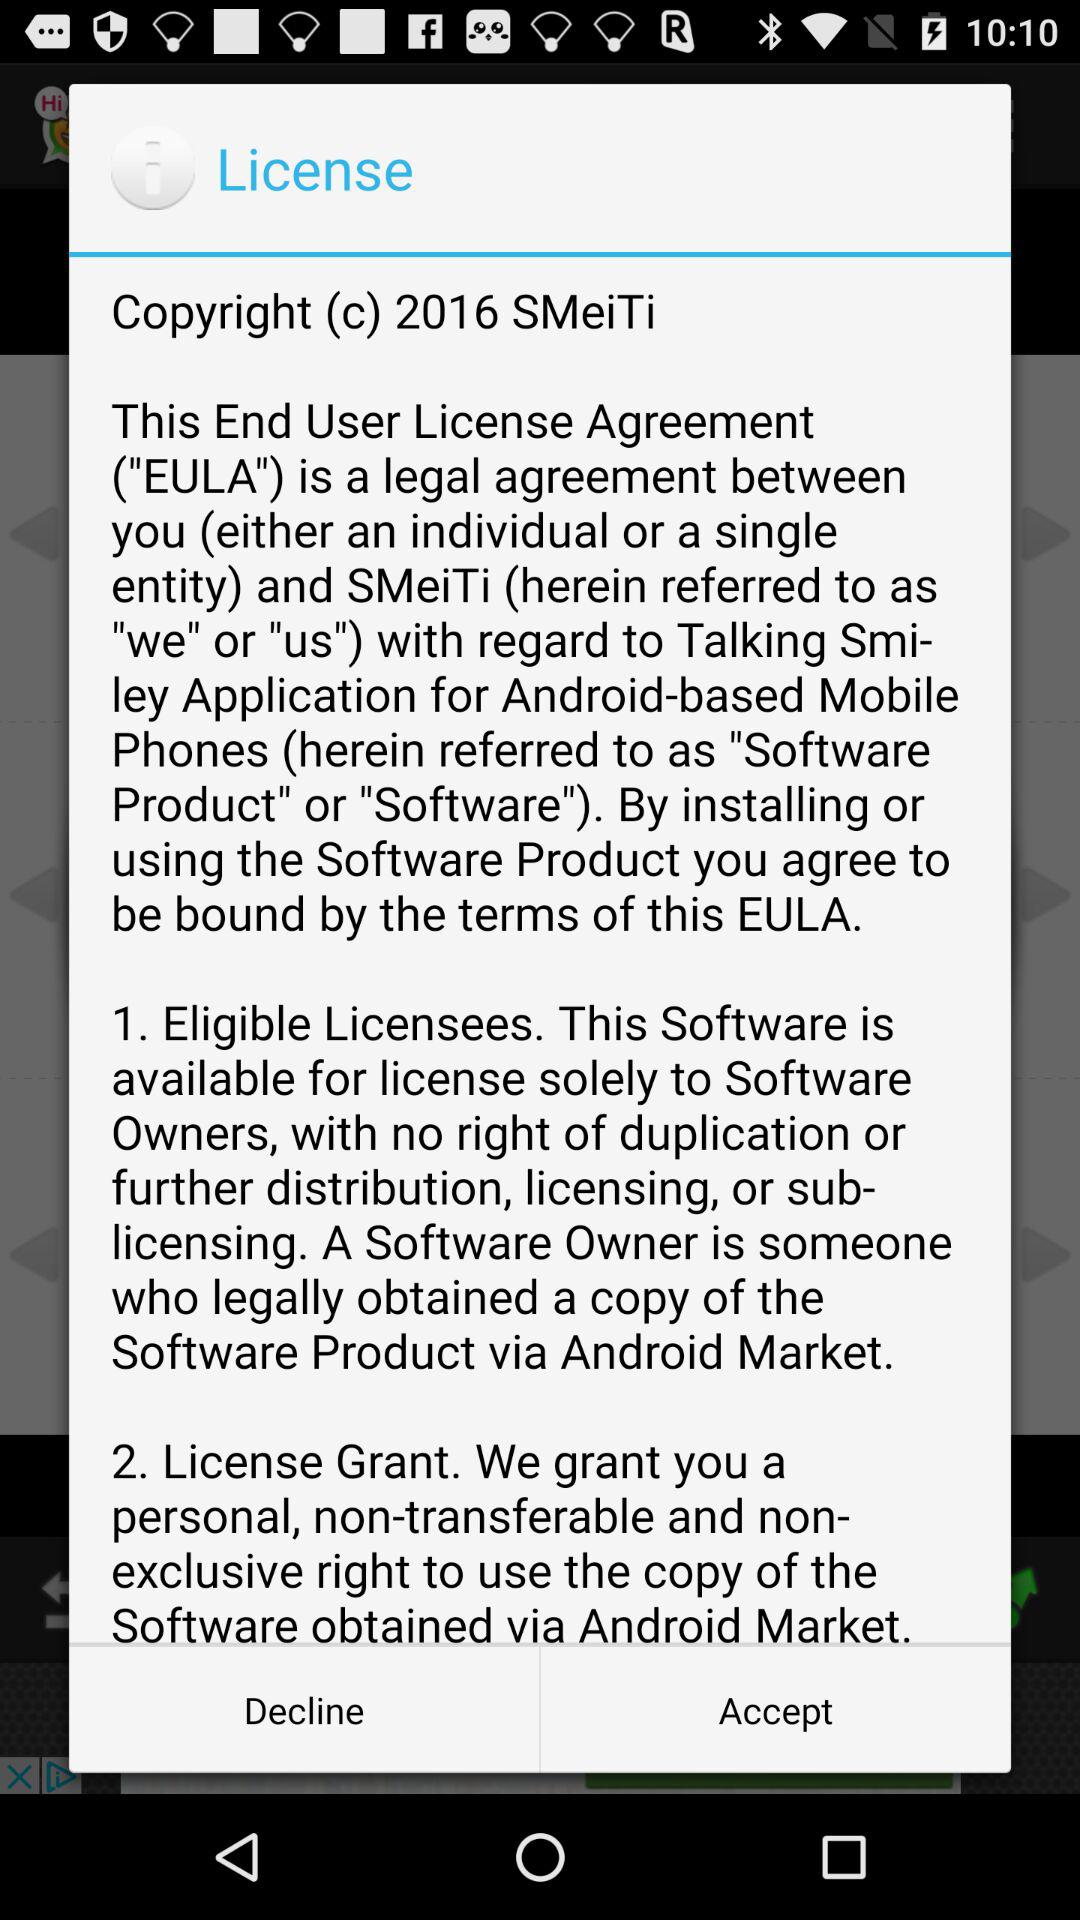 10:10
Hi
License
Copyright (c) 2016 SMeiTi
This End User License Agreement
("EULA") is a legal agreement between
you (either an individual or a single
entity) and SMeiTi (herein referred to as
"we" or "us") with regard to Talking Smi-
ley Application for Android-based Mobile
Phones (herein referred to as "Software
Product" or "Software"). By installing or
using the Software Product you agree to
be bound by the terms of this EULA.
1. Eligible Licensees. This Software is
available for license solely to Software
Owners, with no right of duplication or
further distribution, licensing, or sub-
licensing. A Software Owner is someone
who legally obtained a copy of the
Software Product via Android Market.
2. License Grant. We grant you a
personal, non-transferable and non-
exclusive right to use the copy of the
Software obtained via Android Market.
Decline
Accept